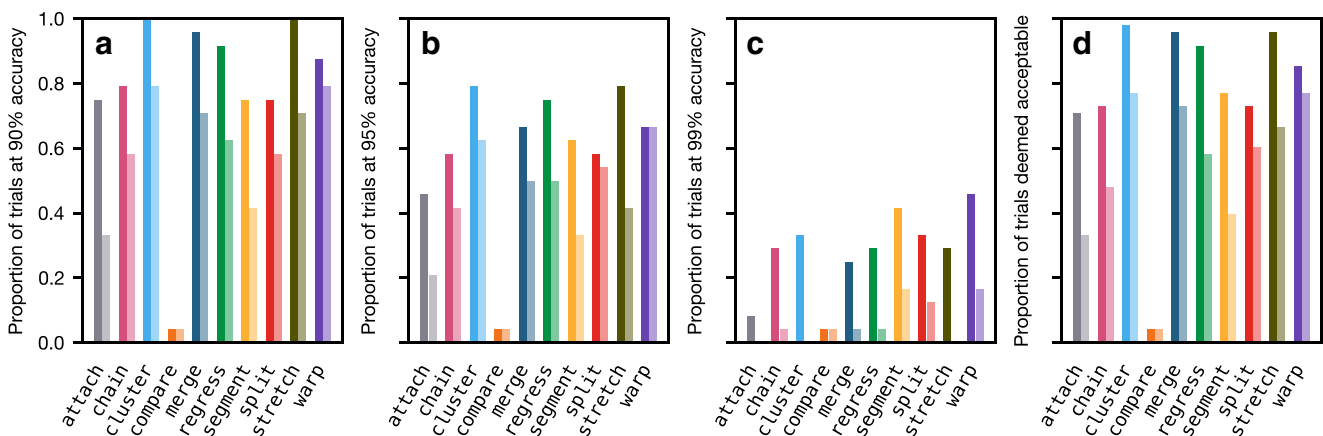 Proportion of trials at 90% accuracy
1.0
0.8
0.6
0.4
0.2
0.0
a
attach
chain
cluster
compare
merge
regress
segment
split
stretch
warp
Proportion of trials at 95% accuracy
b
attach
chain
cluster
compare
merge
regress
segment
split
stretch
warp
Proportion of trials at 99% accuracy
c
attach
chain
cluster
compare
merge
regress
segment
split
stretch
warp
Proportion of trials deemed acceptable
d
attach
chain
cluster
compare
merge
regress
segment
split
stretch
warp